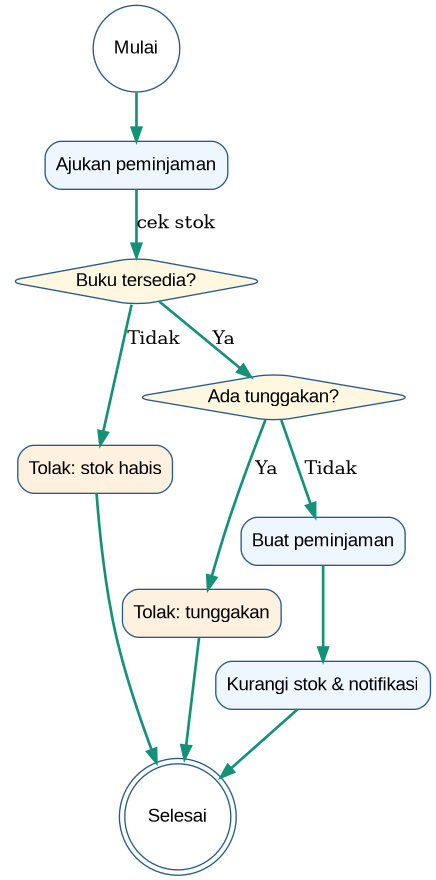 Mulai
Ajukan peminjaman
cek stok
Buku tersedia?
Tidak
Ya
Ada tunggakan?
Tolak: stok habis
Ya
Tidak
Buat peminjaman
Tolak: tunggakan
Kurangi stok & notifikasi
Selesai